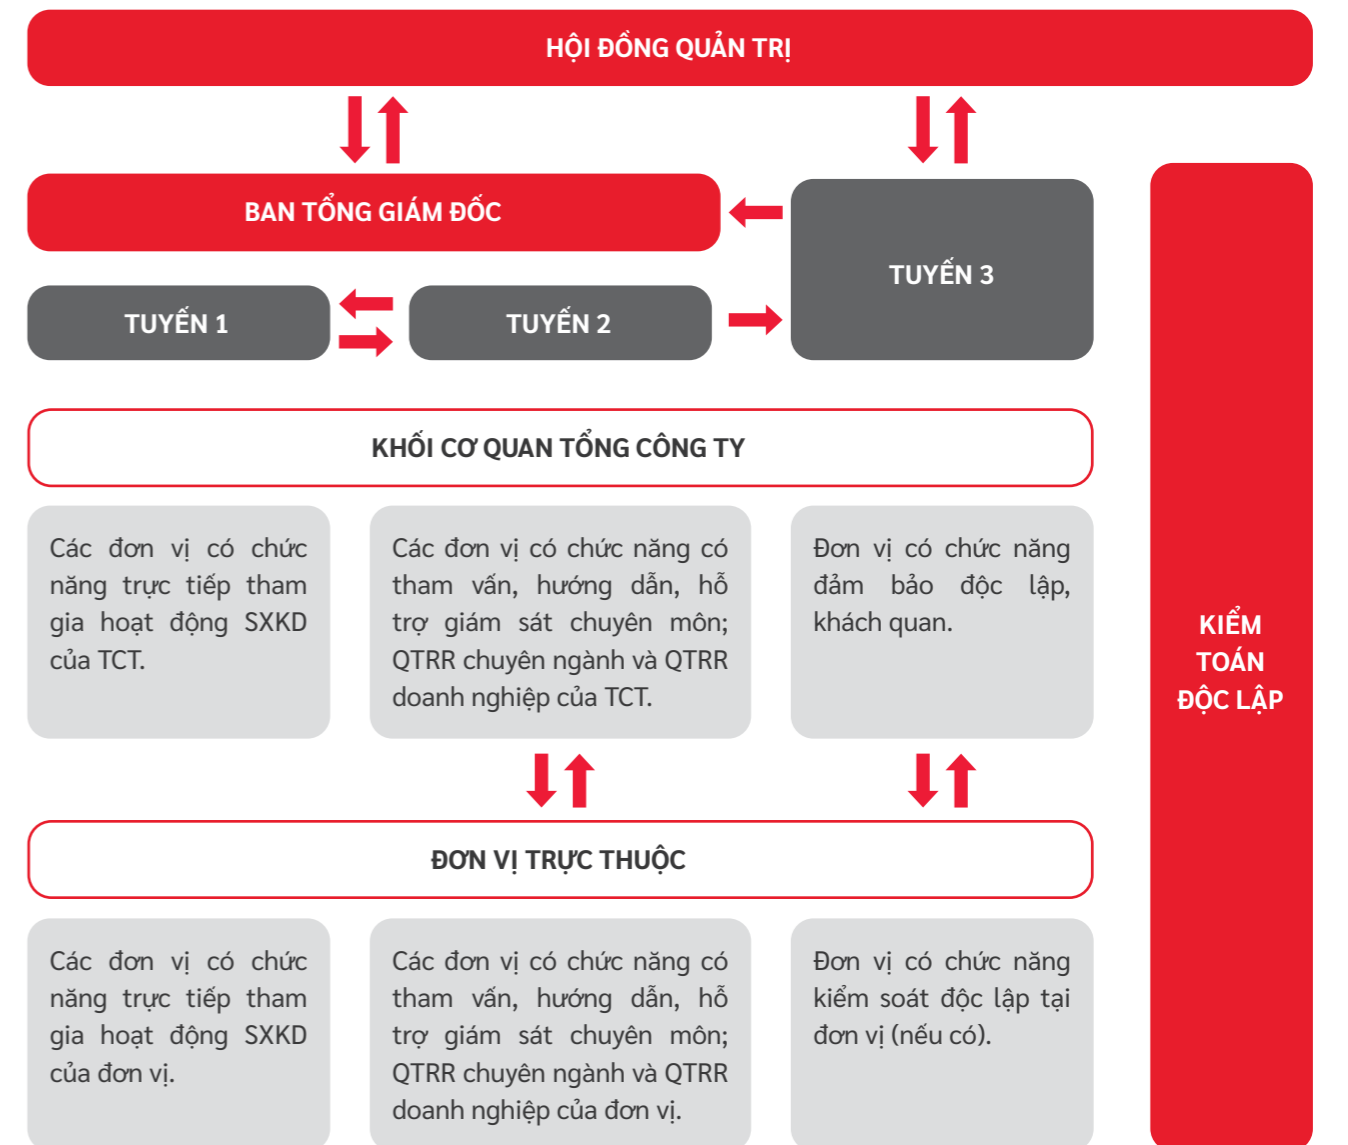 HỘI ĐỒNG QUẢN TRỊ
BAN TỔNG GIÁM ĐỐC
TUYẾN 3
TUYẾN 1
TUYẾN 2
KHỐI CƠ QUAN TỔNG CÔNG TY
Các đơn vị có chức
năng trực tiếp tham
gia hoạt động SXKD
của TCT.
Các đơn vị có chức năng có
tham vấn, hướng dẫn, hỗ
trợ giám sát chuyên môn;
QTRR chuyên ngành và QTRR
doanh nghiệp của TCT.
Đơn vị có chức năng
đảm bảo độc lập,
khách quan.
KIỂM
TOÁN
ĐỘC LẬP
ĐƠN VỊ TRỰC THUỘC
Các đơn vị có chức
năng trực tiếp tham
gia hoạt động SXKD
của đơn vị.
Các đơn vị có chức năng có
tham vấn, hướng dẫn, hỗ
trợ giám sát chuyên môn;
QTRR chuyên ngành và QTRR
doanh nghiệp của đơn vị.
Đơn vị có chức năng
kiểm soát độc lập tại
đơn vị (nếu có).